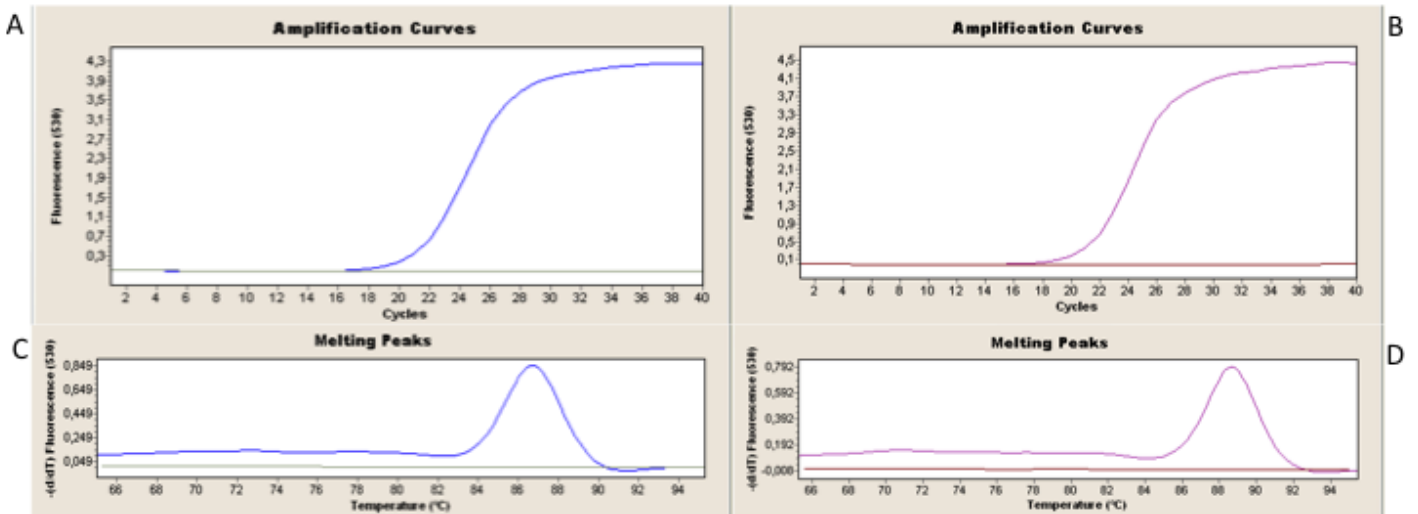 A
Amplification Curves
Fluorescence (530)
4,3
3,9
3,5
3,1
2,7
2,3
1,9
1,5
1,1
0,7
0,3
2 4 6 8 10 12 14 16 18 20 22 24 26 28 30 32 34 36 38 40
Cycles
B
Amplification Curves
Fluorescence (530)
4,5
4,1
3,7
3,3
2,9
2,5
2,1
1,7
1,3
0,9
0,5
0,1
2 4 6 8 10 12 14 16 18 20 22 24 26 28 30 32 34 36 38 40
Cycles
C
Melting Peaks
-(d/dT) Fluorescence (530)
0,849
0,649
0,449
0,249
0,049
66 68 70 72 74 76 78 80 82 84 86 88 90 92 94
Temperature (°C)
D
Melting Peaks
-(d/dT) Fluorescence (530)
0,792
0,592
0,392
0,192
-0,008
66 68 70 72 74 76 78 80 82 84 86 88 90 92 94
Temperature (°C)